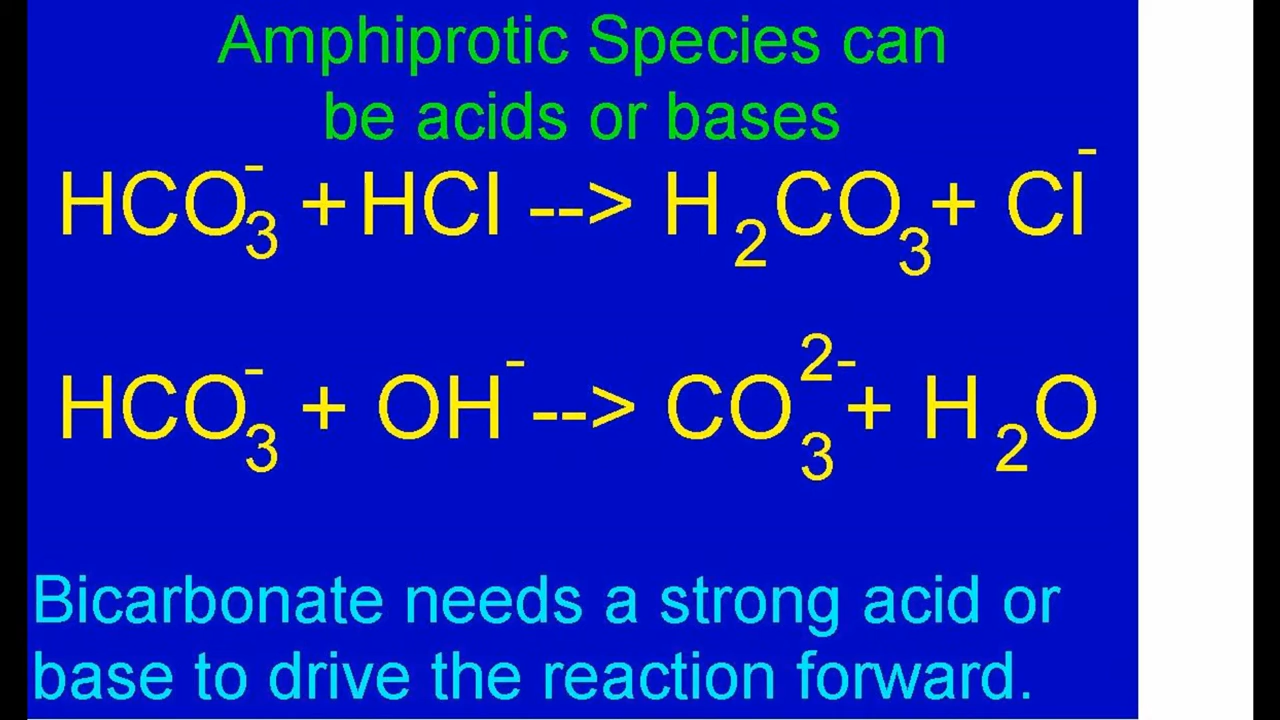 Amphiprotic Species can
be acids or bases
HCO₃⁻ + HCl --> H₂CO₃ + Cl⁻
HCO₃⁻ + OH⁻ --> CO₃²⁻ + H₂O
Bicarbonate needs a strong acid or
base to drive the reaction forward.